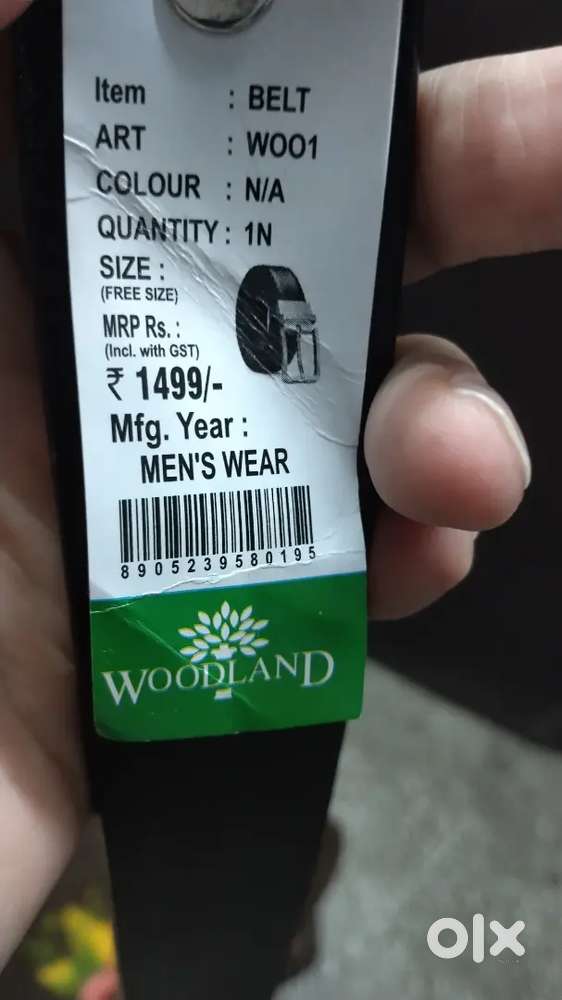 Item : BELT
ART : WOO1
COLOUR : N/A
QUANTITY : 1N
SIZE :
(FREE SIZE)
MRP Rs. :
(Incl. with GST)
₹ 1499/-
Mfg. Year :
MEN'S WEAR
8905239580195
WOODLAND
olx